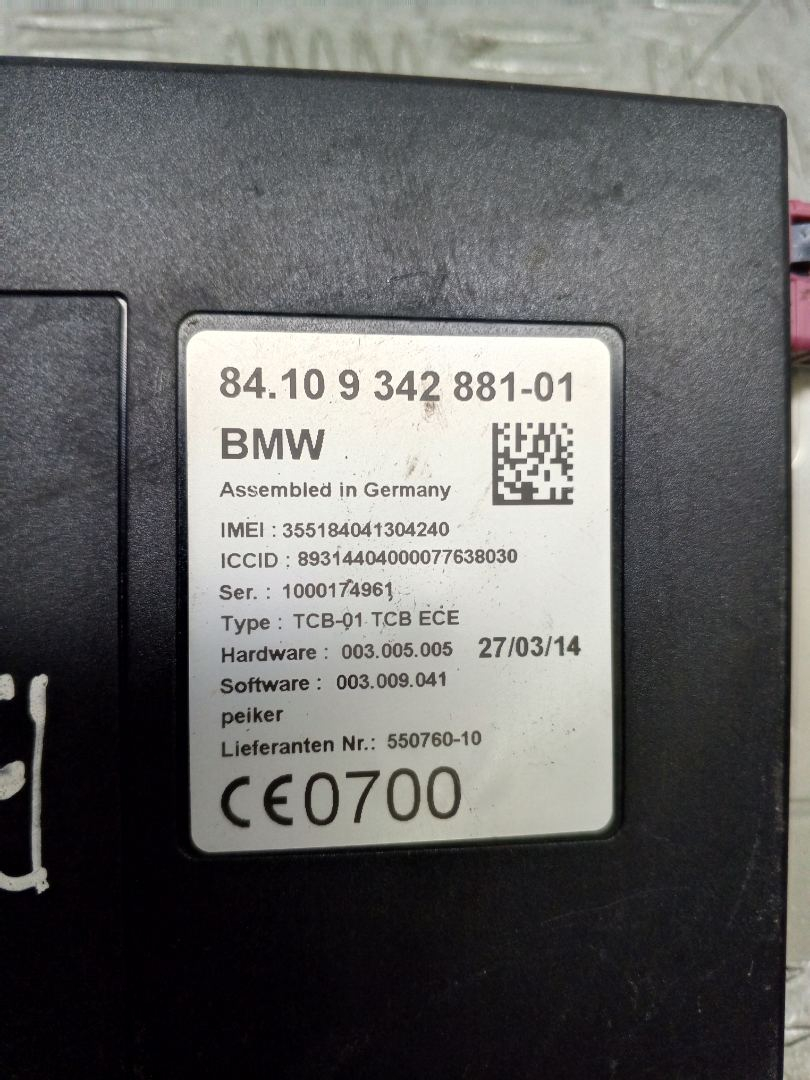 84.10 9 342 881-01
BMW
Assembled in Germany
IMEI : 355184041304240
ICCID : 89314404000077638030
Ser. : 1000174961
Type : TCB-01 TCB ECE
Hardware : 003.005.005 27/03/14
Software : 003.009.041
peiker
Lieferanten Nr.: 550760-10
CE0700